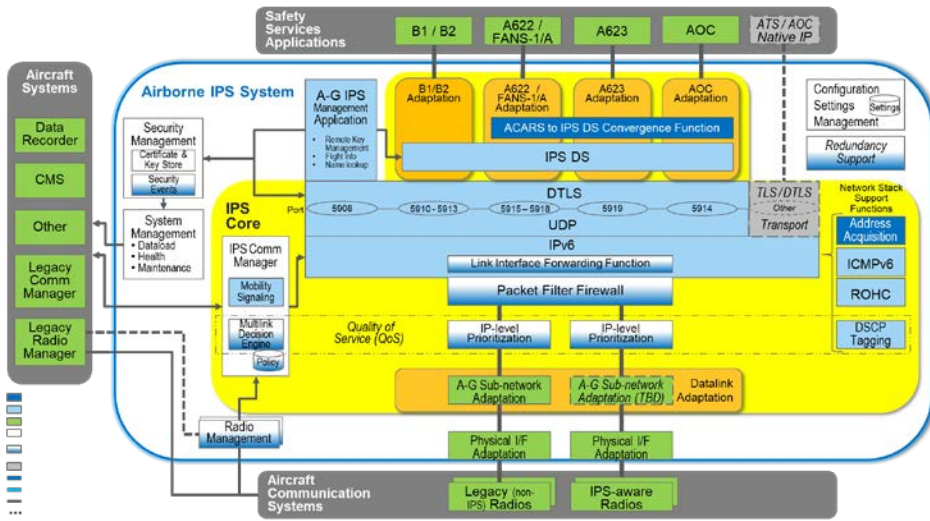 Safety
Services
Applications
B1 / B2
A622 /
FANS-1/A
A623
AOC
ATS / AOC
Native IP
Aircraft
Systems
Data
Recorder
CMS
Other
Legacy
Comm
Manager
Legacy
Radio
Manager
Airborne IPS System
A-G IPS
Management
Application
• Remote Key
Management
• Flight Info
• Name lookup
B1/B2
Adaptation
A622 /
FANS-1/A
Adaptation
A623
Adaptation
AOC
Adaptation
ACARS to IPS DS Convergence Function
IPS DS
Configuration
Settings
Management
Settings
Redundancy
Support
Security
Management
Certificate &
Key Store
Security
Events
System
Management
• Dataload
• Health
• Maintenance
IPS
Core
DTLS
Port
5908
5910 - 5913
5915 – 5918
5919
5914
UDP
TLS/DTLS
Other
Transport
IPv6
Link Interface Forwarding Function
Packet Filter Firewall
Network Stack
Support
Functions
Address
Acquisition
ICMPv6
ROHC
DSCP
Tagging
IPS Comm
Manager
Mobility
Signaling
Multilink
Decision
Engine
Policy
Quality of
Service (QoS)
IP-level
Prioritization
IP-level
Prioritization
A-G Sub-network
Adaptation
A-G Sub-network
Adaptation (TBD)
Datalink
Adaptation
Radio
Management
Physical I/F
Adaptation
Physical I/F
Adaptation
Aircraft
Communication
Systems
Legacy (non-
IPS) Radios
IPS-aware
Radios